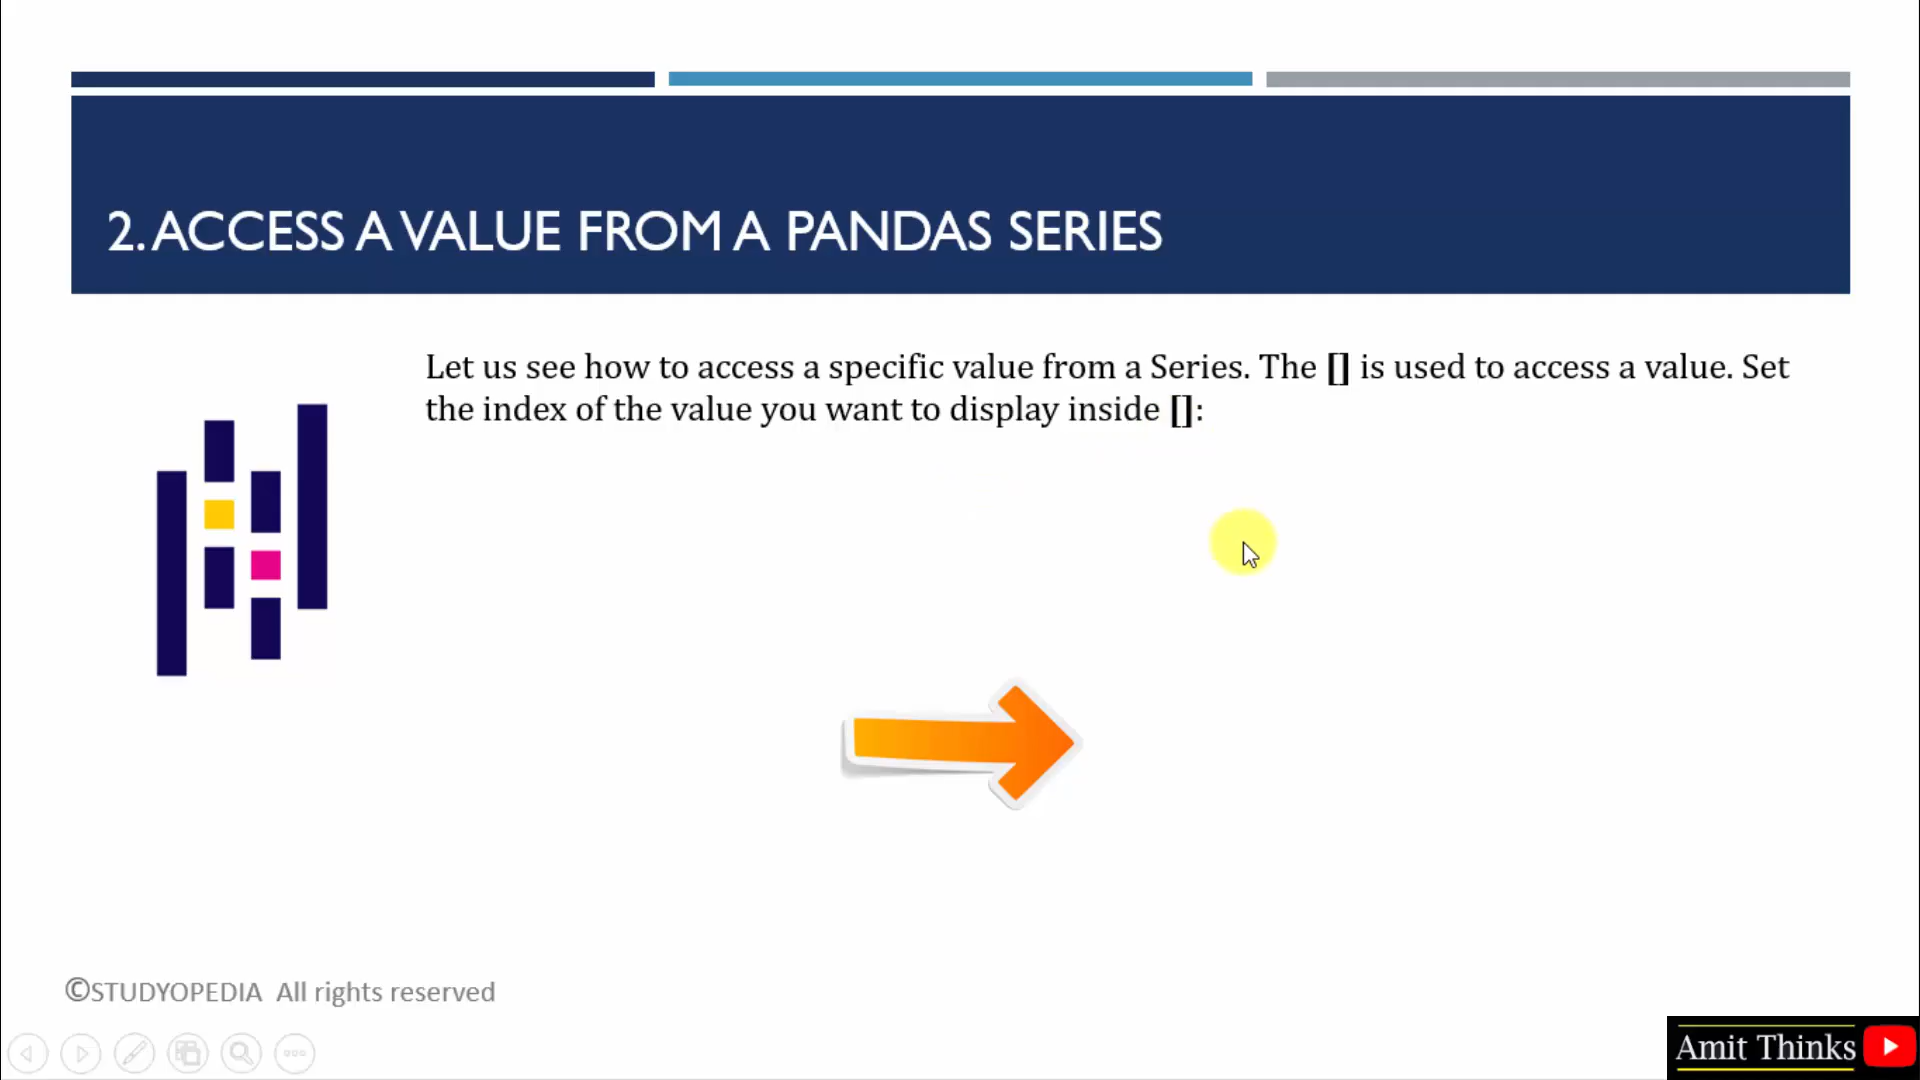 2. ACCESS A VALUE FROM A PANDAS SERIES
Let us see how to access a specific value from a Series. The [] is used to access a value. Set
the index of the value you want to display inside []:
©STUDYOPEDIA All rights reserved
Amit Thinks